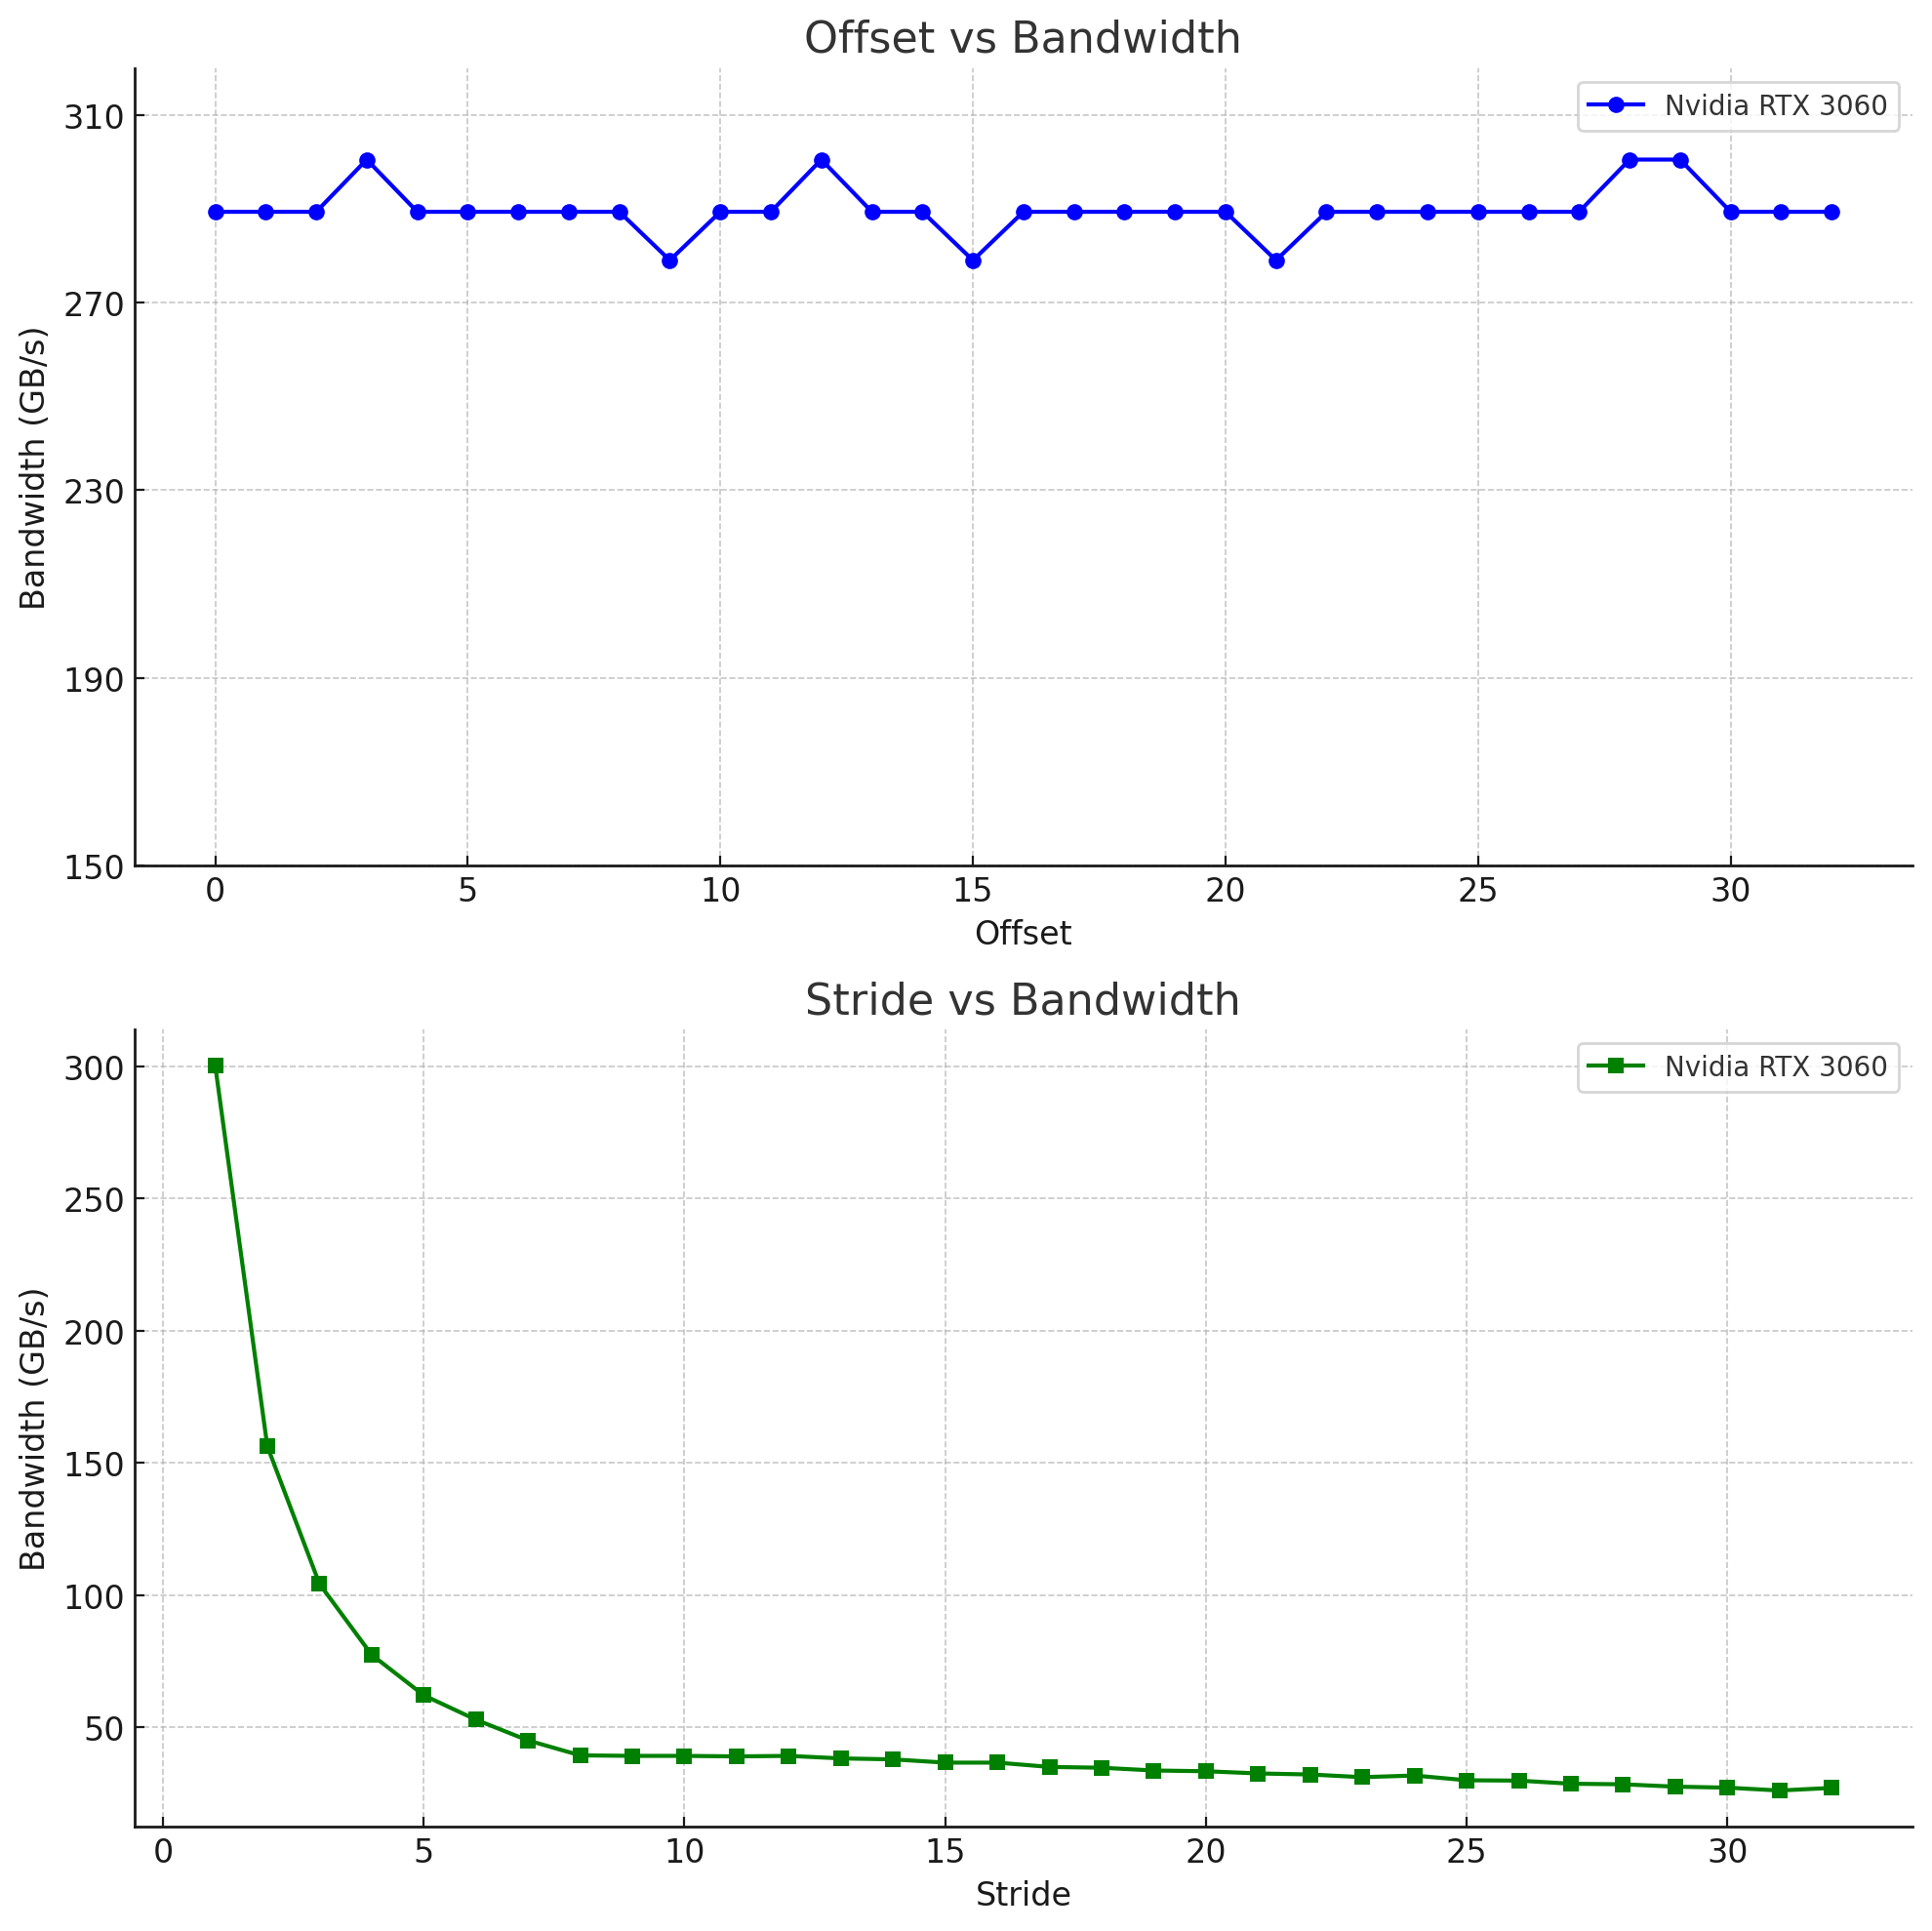 Offset vs Bandwidth
Nvidia RTX 3060
Bandwidth (GB/s)
310
270
230
190
150
0 5 10 15 20 25 30
Offset
Stride vs Bandwidth
Nvidia RTX 3060
Bandwidth (GB/s)
300
250
200
150
100
50
0 5 10 15 20 25 30
Stride